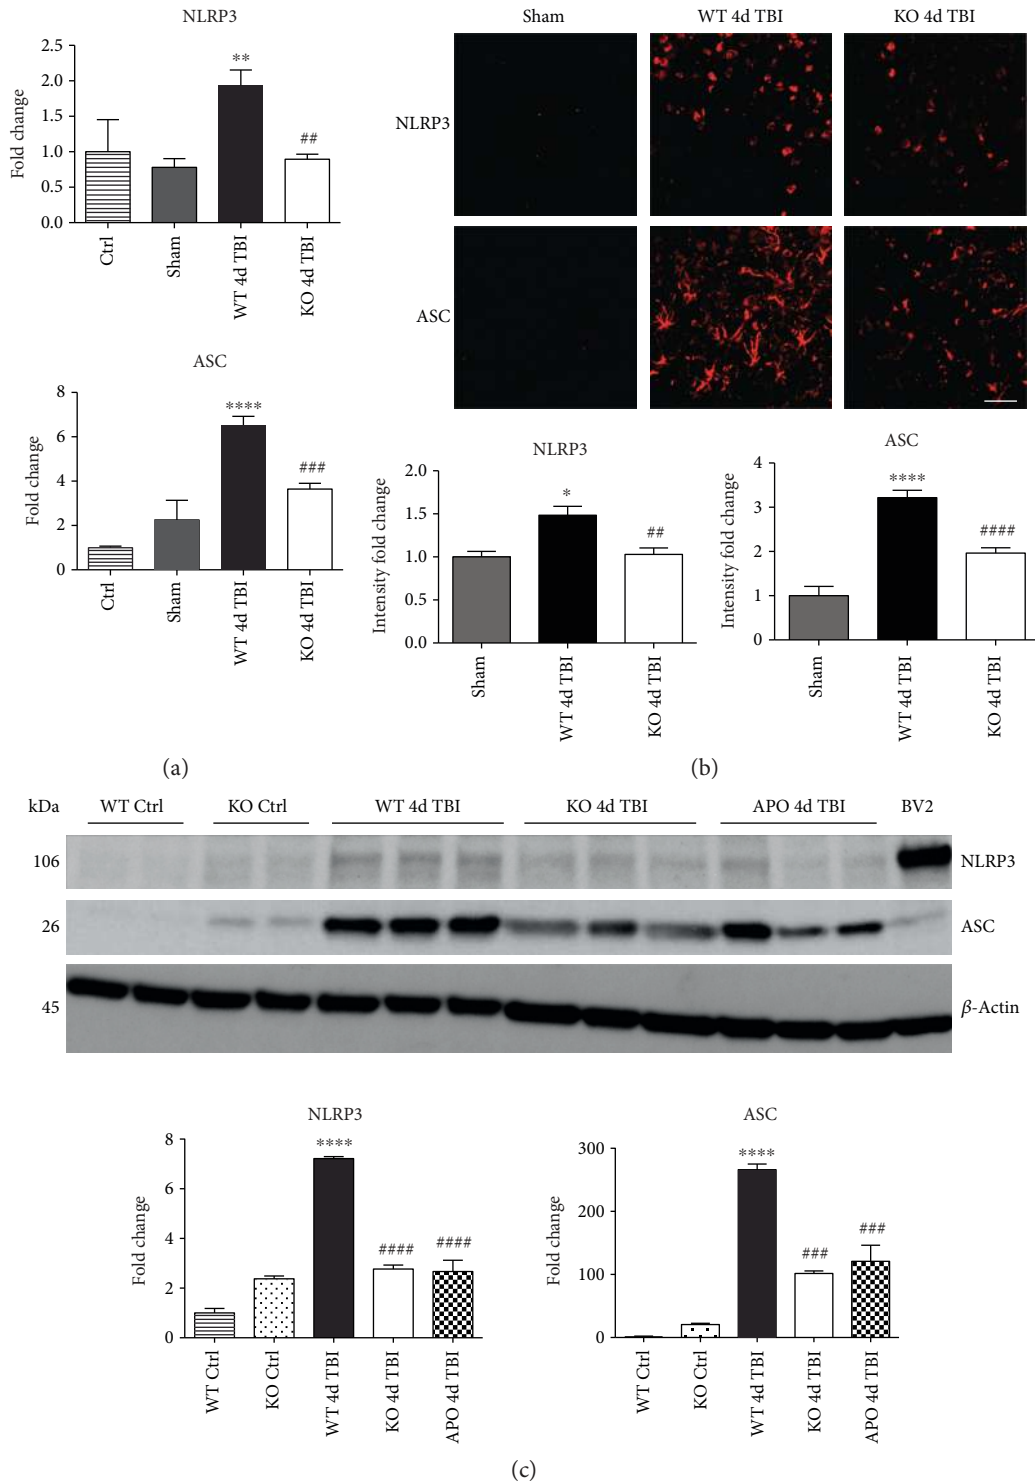 NLRP3
Fold change
2.5
2.0
1.5
1.0
0.5
0.0
**
##
Ctrl
Sham
WT 4d TBI
KO 4d TBI
ASC
Fold change
8
6
4
2
0
****
###
Ctrl
Sham
WT 4d TBI
KO 4d TBI
(a)
Sham WT 4d TBI KO 4d TBI
NLRP3
ASC
NLRP3
Intensity fold change
2.0
1.5
1.0
0.5
0.0
*
##
Sham
WT 4d TBI
KO 4d TBI
ASC
Intensity fold change
4
3
2
1
0
****
####
Sham
WT 4d TBI
KO 4d TBI
(b)
kDa WT Ctrl KO Ctrl WT 4d TBI KO 4d TBI APO 4d TBI BV2
106 NLRP3
26 ASC
45 β-Actin
NLRP3
Fold change
8
6
4
2
0
****
####
####
WT Ctrl
KO Ctrl
WT 4d TBI
KO 4d TBI
APO 4d TBI
ASC
Fold change
300
200
100
0
****
###
###
WT Ctrl
KO Ctrl
WT 4d TBI
KO 4d TBI
APO 4d TBI
(c)